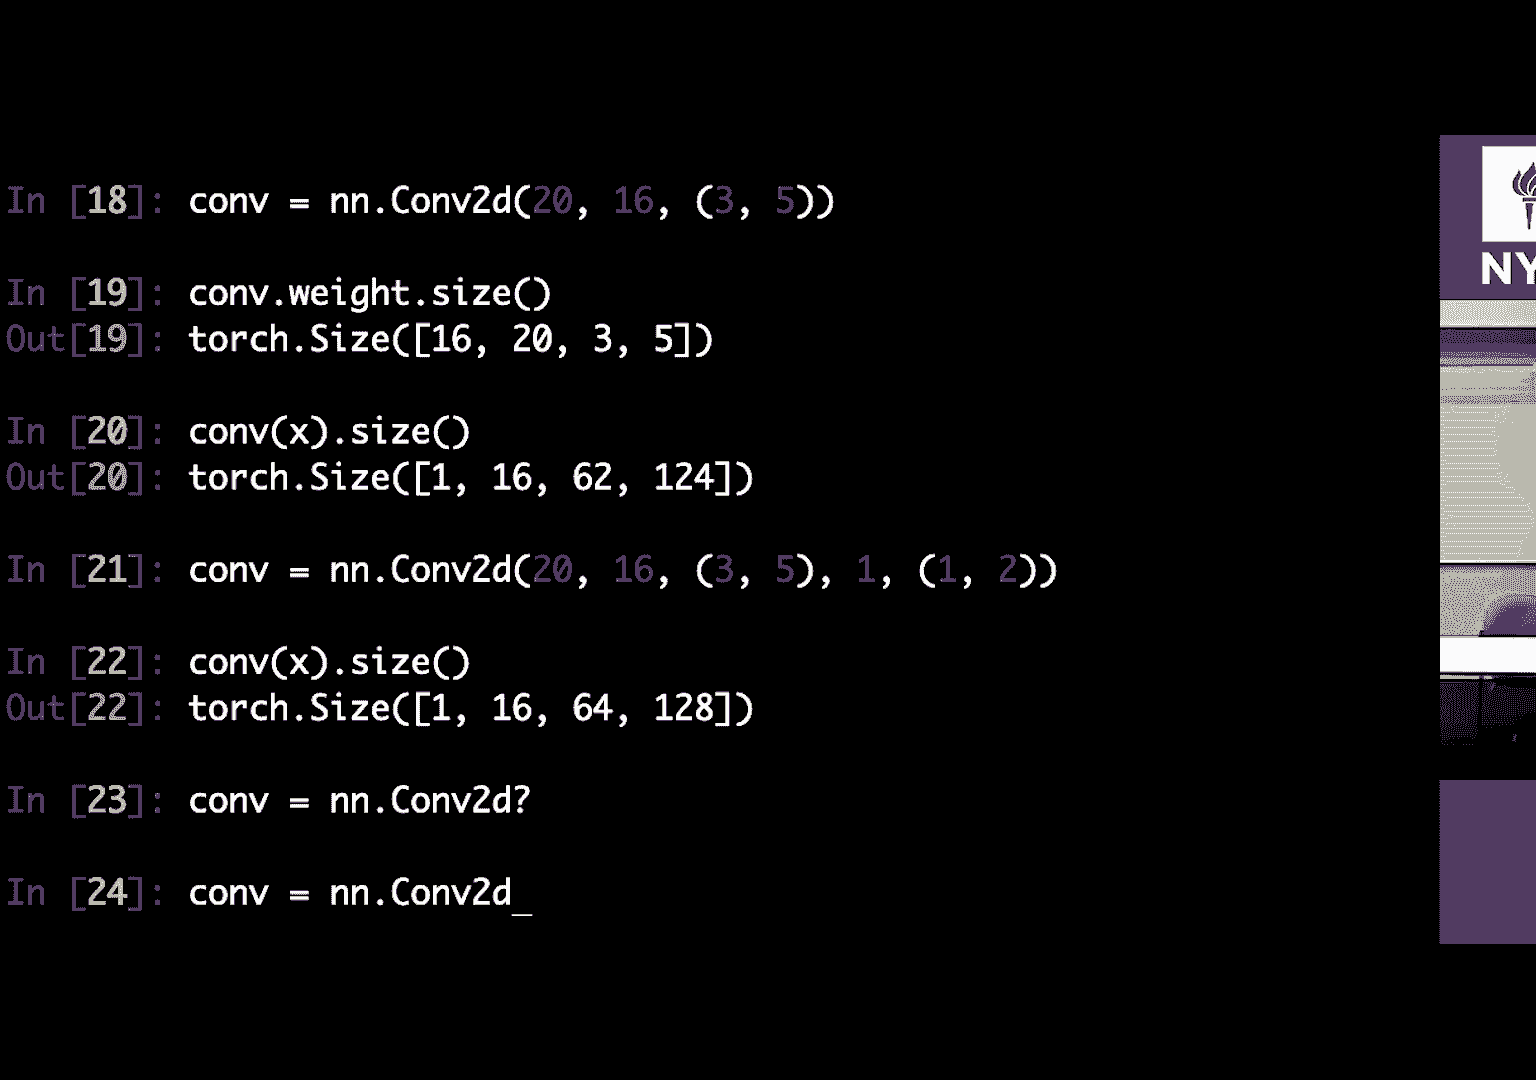 In [18]: conv = nn.Conv2d(20, 16, (3, 5))
In [19]: conv.weight.size()
Out[19]: torch.Size([16, 20, 3, 5])
In [20]: conv(x).size()
Out[20]: torch.Size([1, 16, 62, 124])
In [21]: conv = nn.Conv2d(20, 16, (3, 5), 1, (1, 2))
In [22]: conv(x).size()
Out[22]: torch.Size([1, 16, 64, 128])
In [23]: conv = nn.Conv2d?
In [24]: conv = nn.Conv2d_
NY